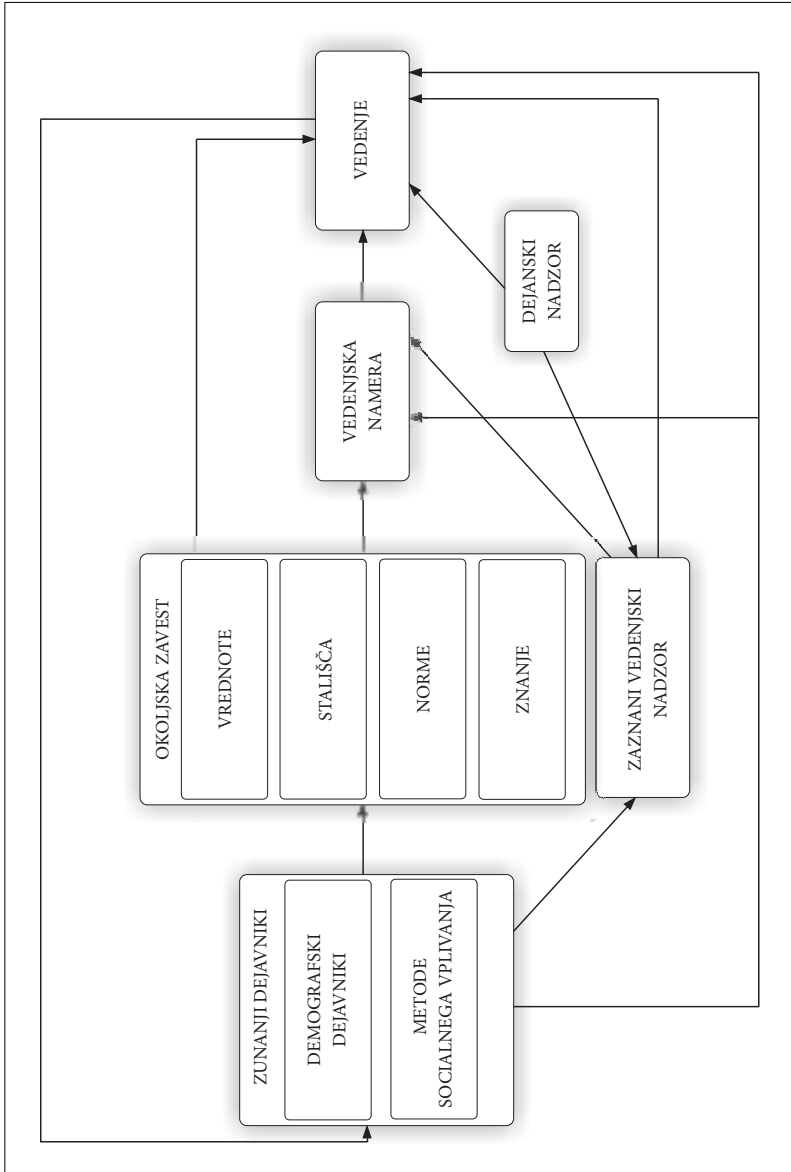 ZUNANJI DEJAVNIKI
DEMOGRAFSKI
DEJAVNIKI
METODE
SOCIALNEGA VPLIVANJA
OKOLJSKA ZAVEST
VREDNOTE
STALIŠČA
NORME
ZNANJE
ZAZNANI VEDENJSKI
NADZOR
VEDENJSKA
NAMERA
DEJANSKI
NADZOR
VEDENJE